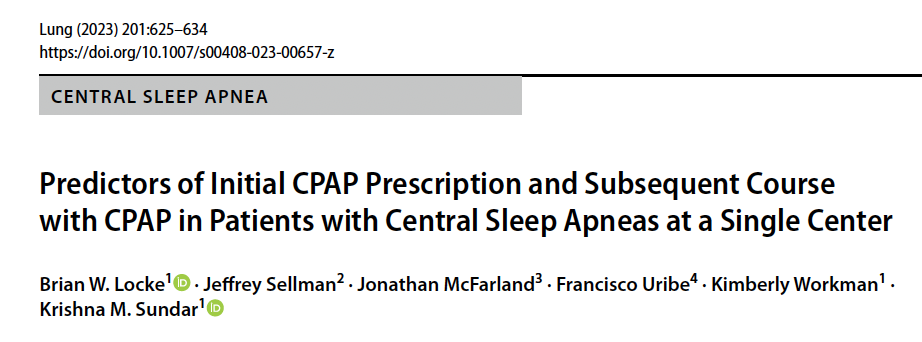 Lung (2023) 201:625–634
https://doi.org/10.1007/s00408-023-00657-z
CENTRAL SLEEP APNEA
Predictors of Initial CPAP Prescription and Subsequent Course
with CPAP in Patients with Central Sleep Apneas at a Single Center
Brian W. Locke¹ iD · Jeffrey Sellman² · Jonathan McFarland³ · Francisco Uribe⁴ · Kimberly Workman¹ ·
Krishna M. Sundar¹ iD